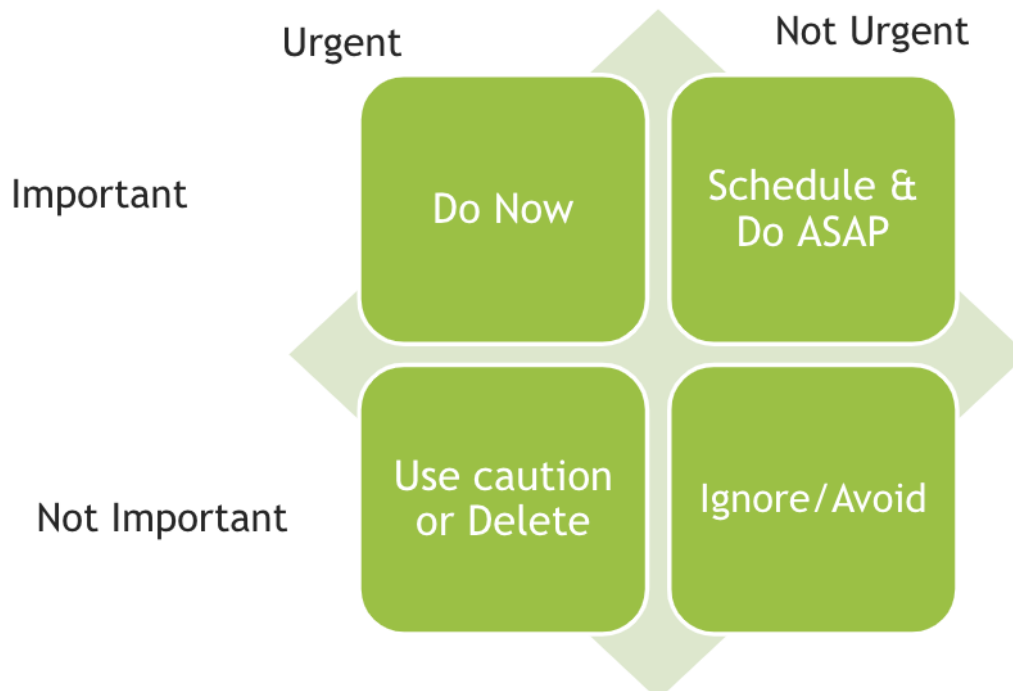 Urgent
Not Urgent
Important
Do Now
Schedule &
Do ASAP
Not Important
Use caution
or Delete
Ignore/Avoid